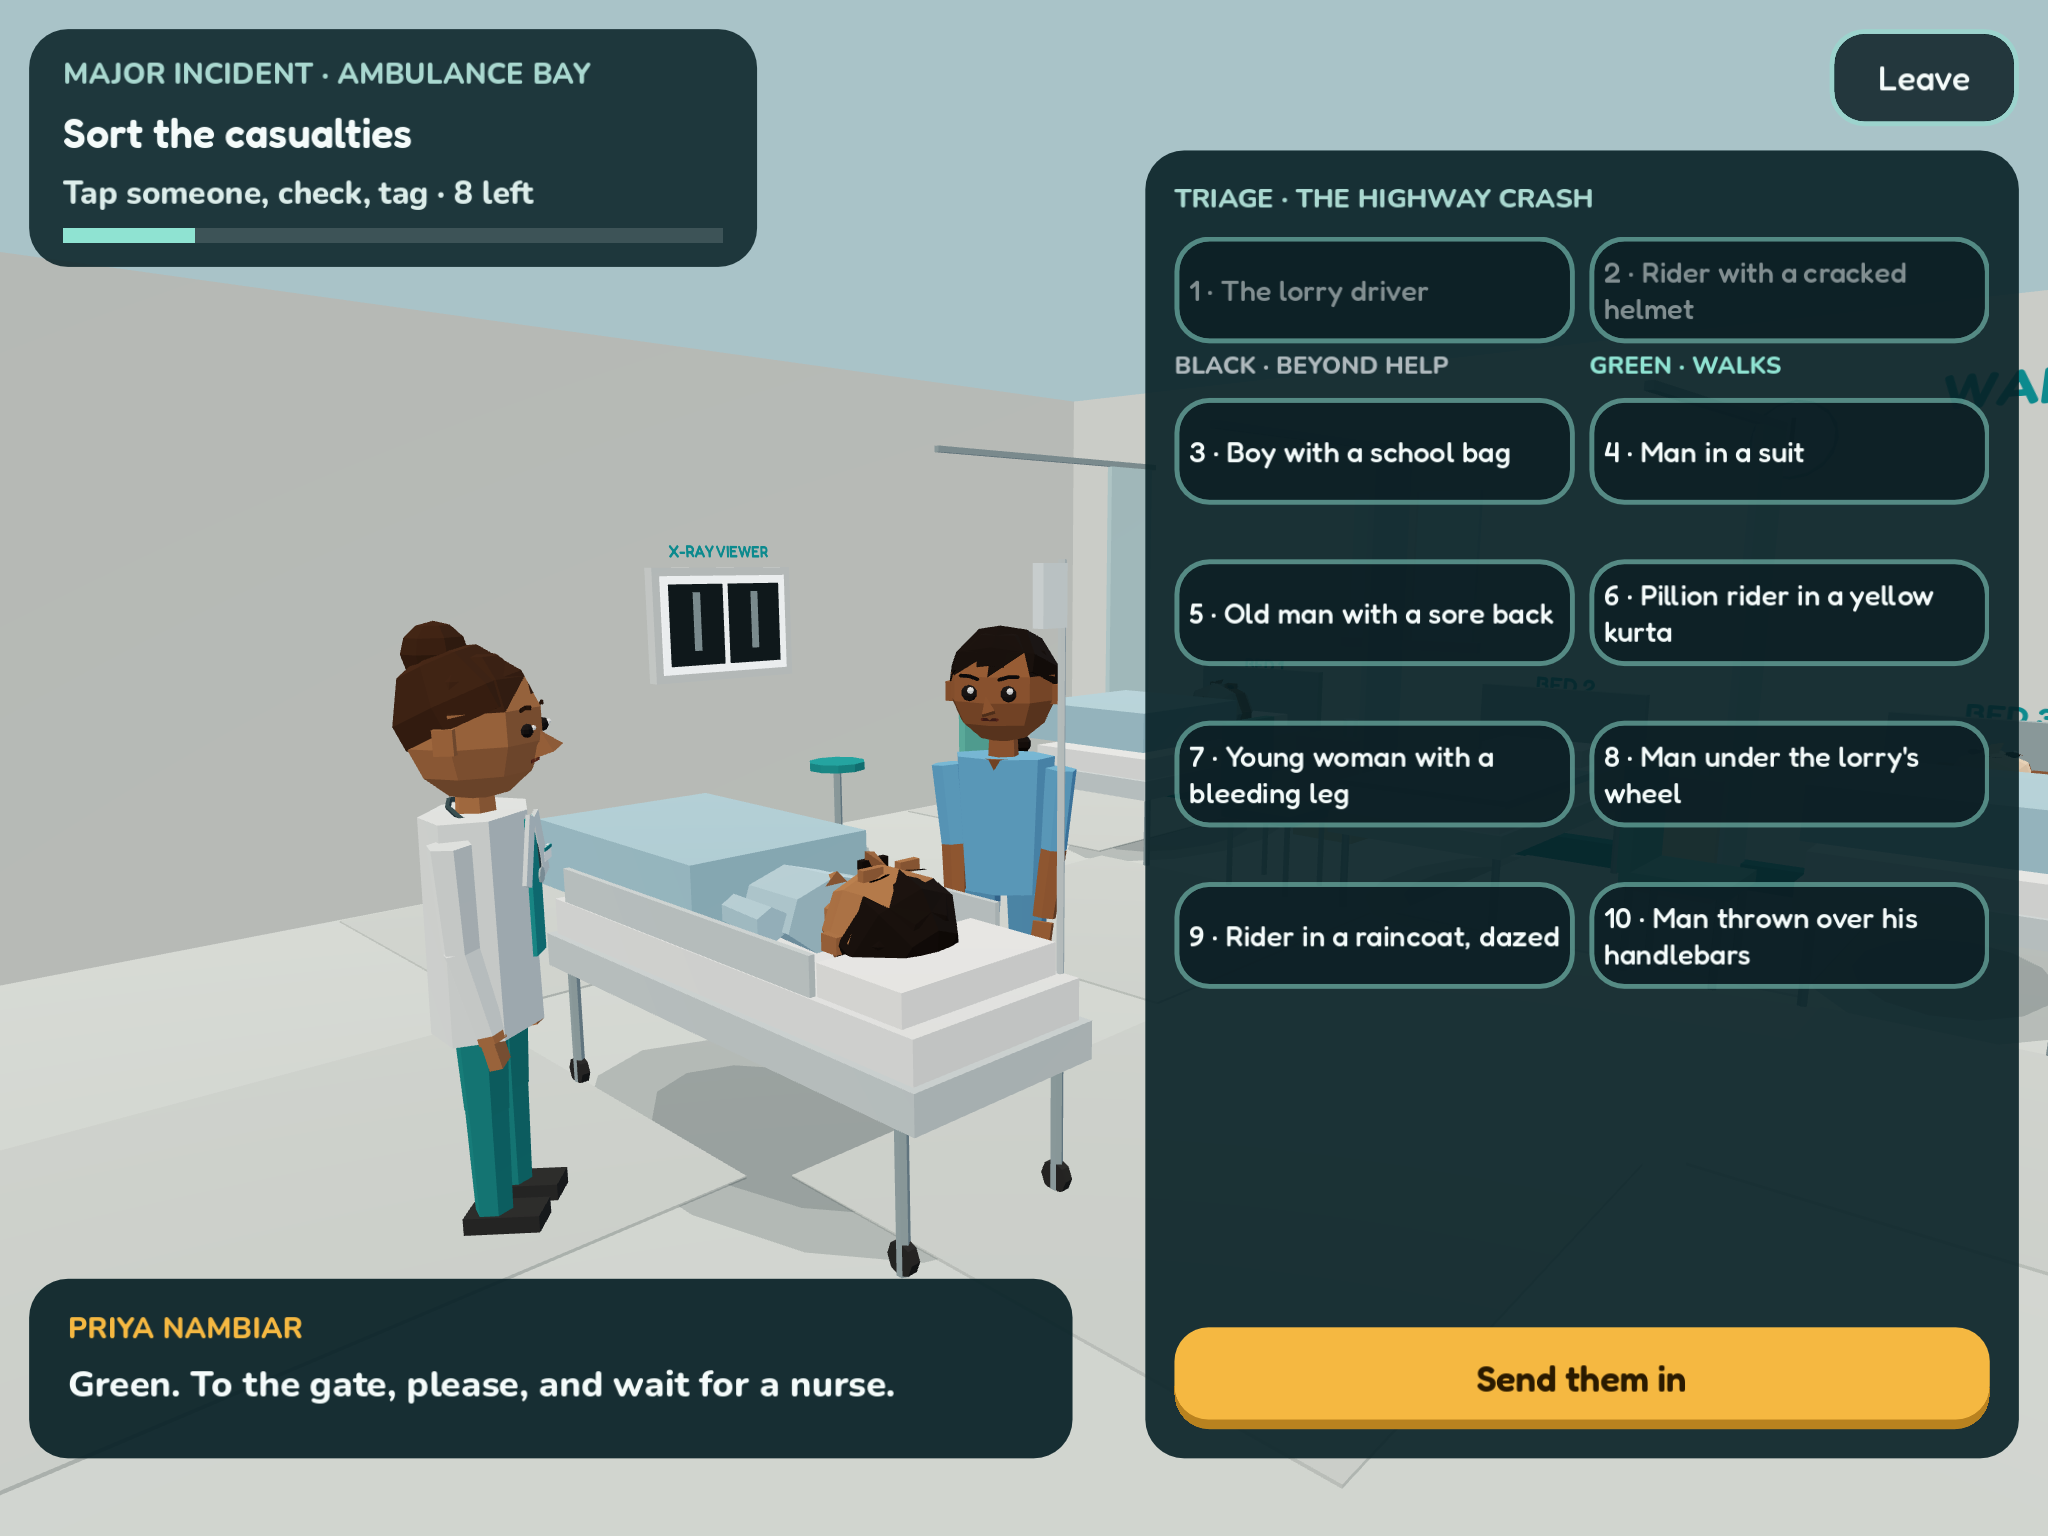 MAJOR INCIDENT · AMBULANCE BAY
Sort the casualties
Tap someone, check, tag · 8 left
Leave
TRIAGE · THE HIGHWAY CRASH
1 · The lorry driver
2 · Rider with a cracked
helmet
BLACK · BEYOND HELP
GREEN · WALKS
3 · Boy with a school bag
4 · Man in a suit
5 · Old man with a sore back
6 · Pillion rider in a yellow
kurta
7 · Young woman with a
bleeding leg
8 · Man under the lorry's
wheel
9 · Rider in a raincoat, dazed
10 · Man thrown over his
handlebars
Send them in
X-RAY VIEWER
BED 2
BED 3
PRIYA NAMBIAR
Green. To the gate, please, and wait for a nurse.